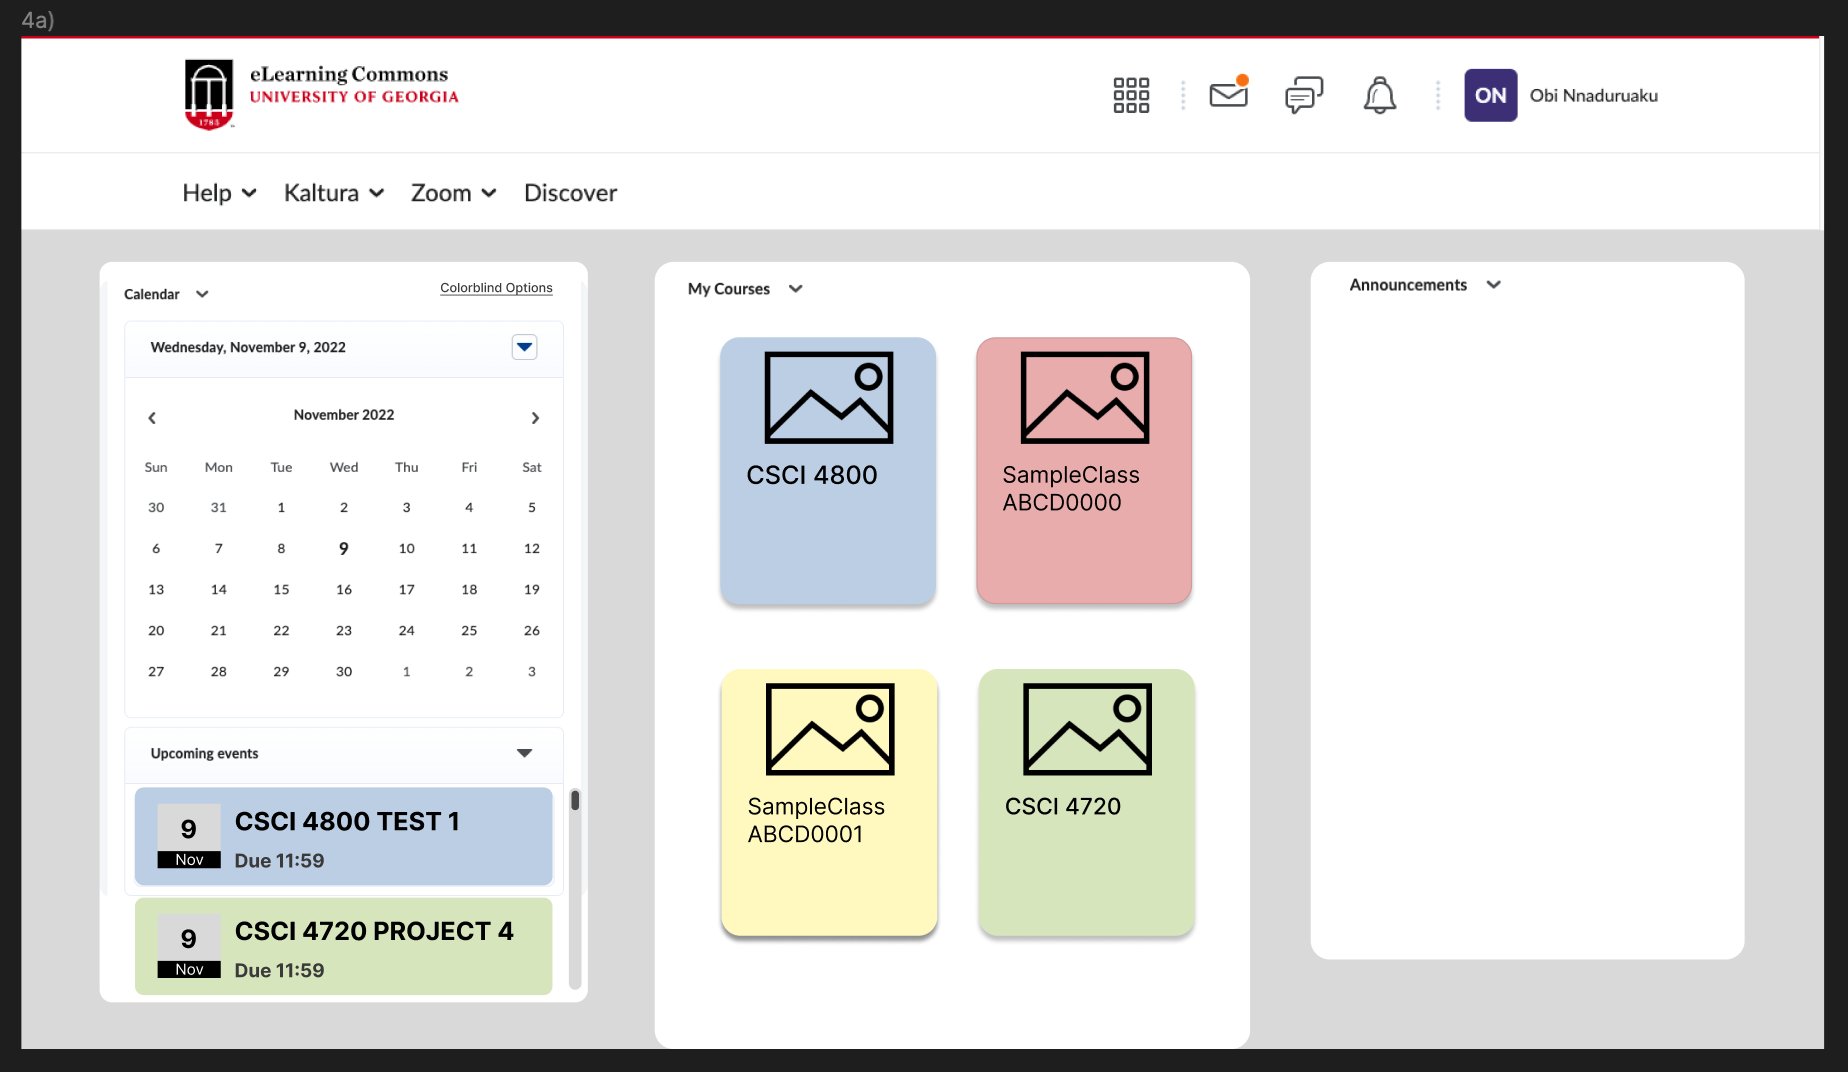 4a)
eLearning Commons
UNIVERSITY OF GEORGIA
1785
ON
Obi Nnaduruaku
Help
Kaltura
Zoom
Discover
Calendar
Colorblind Options
Wednesday, November 9, 2022
November 2022
Sun Mon Tue Wed Thu Fri Sat
30 31 1 2 3 4 5
6 7 8 9 10 11 12
13 14 15 16 17 18 19
20 21 22 23 24 25 26
27 28 29 30 1 2 3
Upcoming events
9
Nov
CSCI 4800 TEST 1
Due 11:59
9
Nov
CSCI 4720 PROJECT 4
Due 11:59
My Courses
CSCI 4800
SampleClass
ABCD0000
SampleClass
ABCD0001
CSCI 4720
Announcements